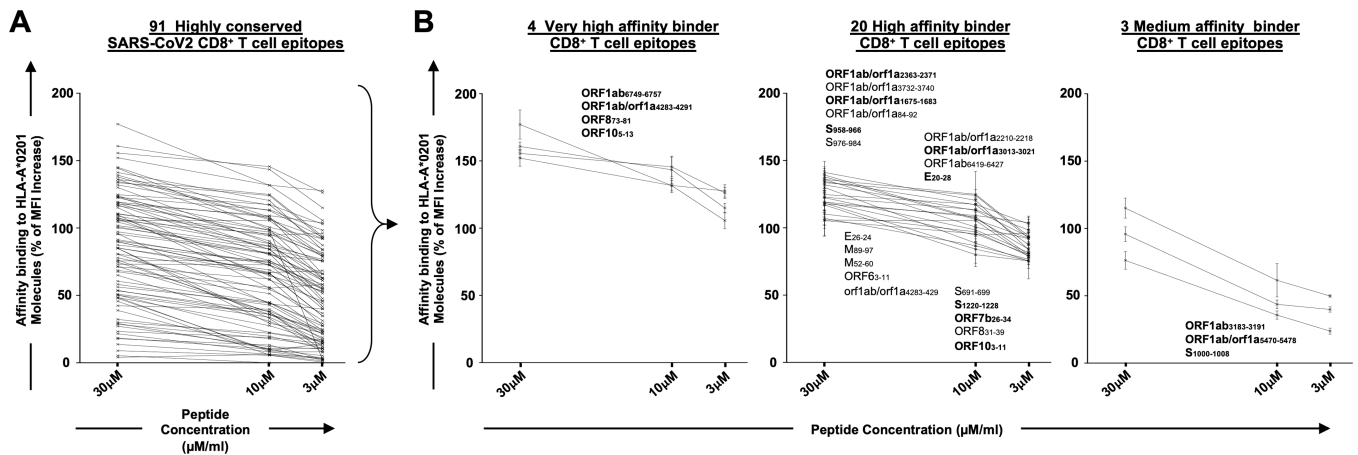 A
91 Highly conserved
SARS-CoV2 CD8+ T cell epitopes
Affinity binding to HLA-A*0201
Molecules (% of MFI Increase)
200
150
100
50
0
30µM
10µM
3µM
Peptide
Concentration
(µM/ml)
B
4 Very high affinity binder
CD8+ T cell epitopes
Affinity binding to HLA-A*0201
Molecules (% of MFI Increase)
200
150
100
50
0
ORF1ab6749-6757
ORF1ab/orf1a4283-4291
ORF873-81
ORF105-13
30µM
10µM
3µM
20 High affinity binder
CD8+ T cell epitopes
ORF1ab/orf1a2363-2371
ORF1ab/orf1a3732-3740
ORF1ab/orf1a1675-1683
ORF1ab/orf1a84-92
S958-966
S976-984
ORF1ab/orf1a2210-2218
ORF1ab/orf1a3013-3021
ORF1ab6419-6427
E20-28
200
150
100
50
0
E26-24
M89-97
M52-60
ORF63-11
orf1ab/orf1a4283-429
S691-699
S1220-1228
ORF7b26-34
ORF831-39
ORF103-11
30µM
10µM
3µM
3 Medium affinity binder
CD8+ T cell epitopes
200
150
100
50
0
ORF1ab3183-3191
ORF1ab/orf1a5470-5478
S1000-1008
30µM
10µM
3µM
Peptide Concentration (µM/ml)